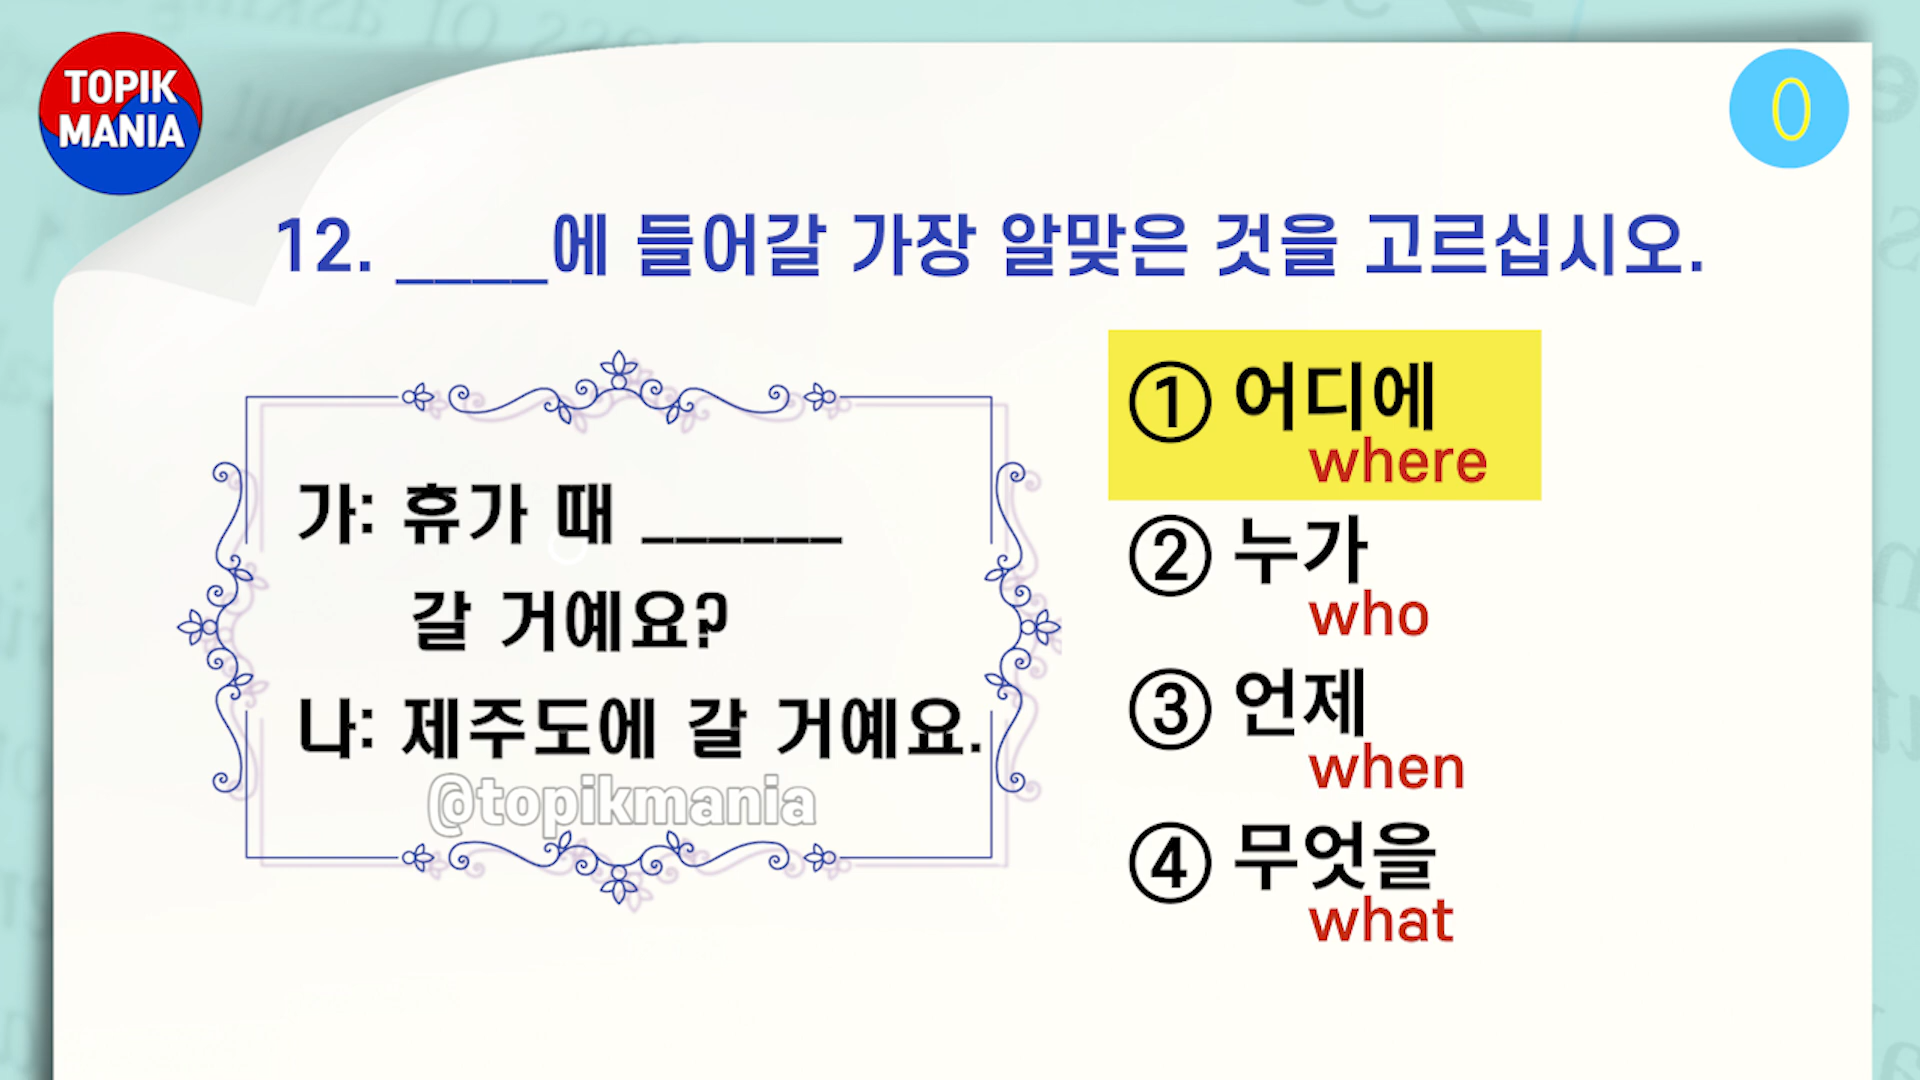 TOPIK
MANIA
0
12. ____에 들어갈 가장 알맞은 것을 고르십시오.
가: 휴가 때 ______
갈 거예요?
나: 제주도에 갈 거예요.
@topikmania
① 어디에
where
② 누가
who
③ 언제
when
④ 무엇을
what